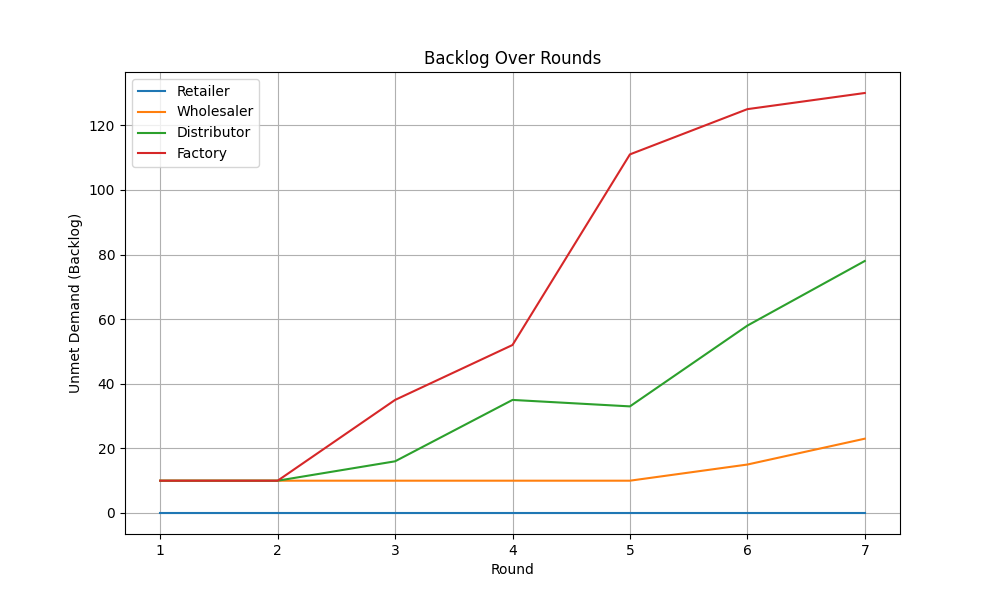 Backlog Over Rounds
Retailer
Wholesaler
Distributor
Factory
Unmet Demand (Backlog)
120
100
80
60
40
20
0
1 2 3 4 5 6 7
Round